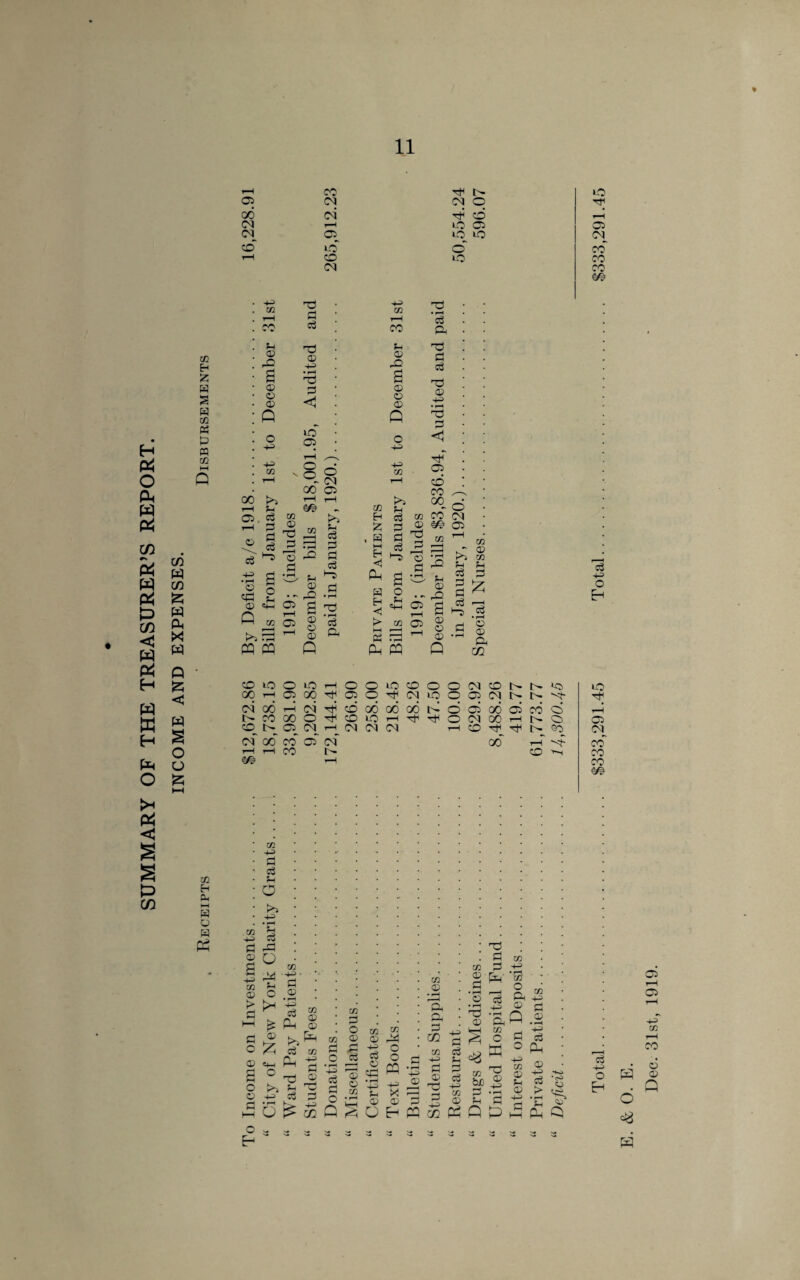 11
SUMMARY OF THE TREASURER'S REPORT.
INCOME AND EXPENSES.
RECEIPTS
To Income on Investments $12,672.86
" City of New York Charity Grants 18,738.15
" Ward Pay Patients 33,981.90
" Students Fees 9,202.85
" Donations 172,144.41
" Miscellaneous 266.90
" Certificates 258.00
" Text Books 218.45
" Bulletin 48.26
" Students Supplies 47.50
" Restaurant 100.00
" Drugs & Medicines 629.92
" United Hospital Fund 8,488.26
" Interest on Deposits 419.77
" Private Patients 61,773.77
" Deficit 14,300.45
Total $333,291.45
E. & O. E.
Dec. 31st, 1919.
DISBURSEMENTS
By Deficit a/c 1918 16,228.91
Bills from January 1st to December 31st
1919; (includes
December bills $18,001.95, Audited and
paid in January, 1920.) 265,912.23
PRIVATE PATIENTS
Bills from January 1st to December 31st
1919; (includes
December bills $3,836.94, Audited and paid
in January, 1920.) 50,554.24
Special Nurses 596.07
Total $333,291.45